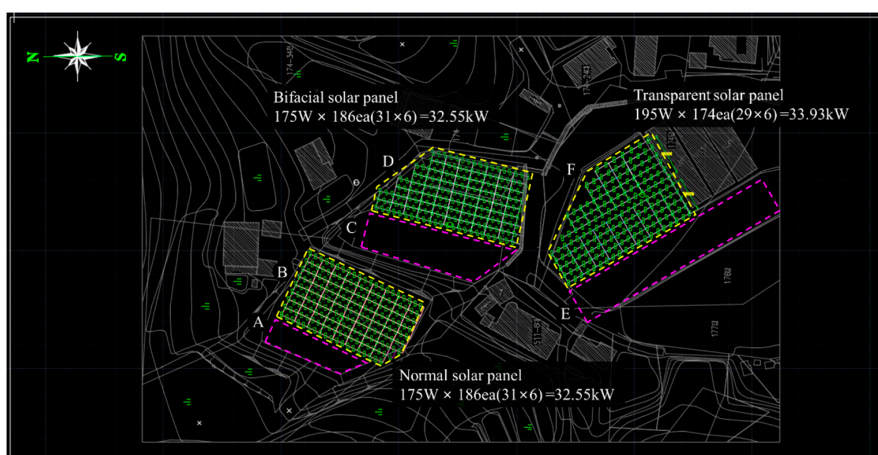 N
S
Bifacial solar panel
175W × 186ea(31×6) =32.55kW
Transparent solar panel
195W × 174ea(29×6) =33.93kW
D
F
C
B
A
E
Normal solar panel
175W × 186ea(31×6) =32.55kW